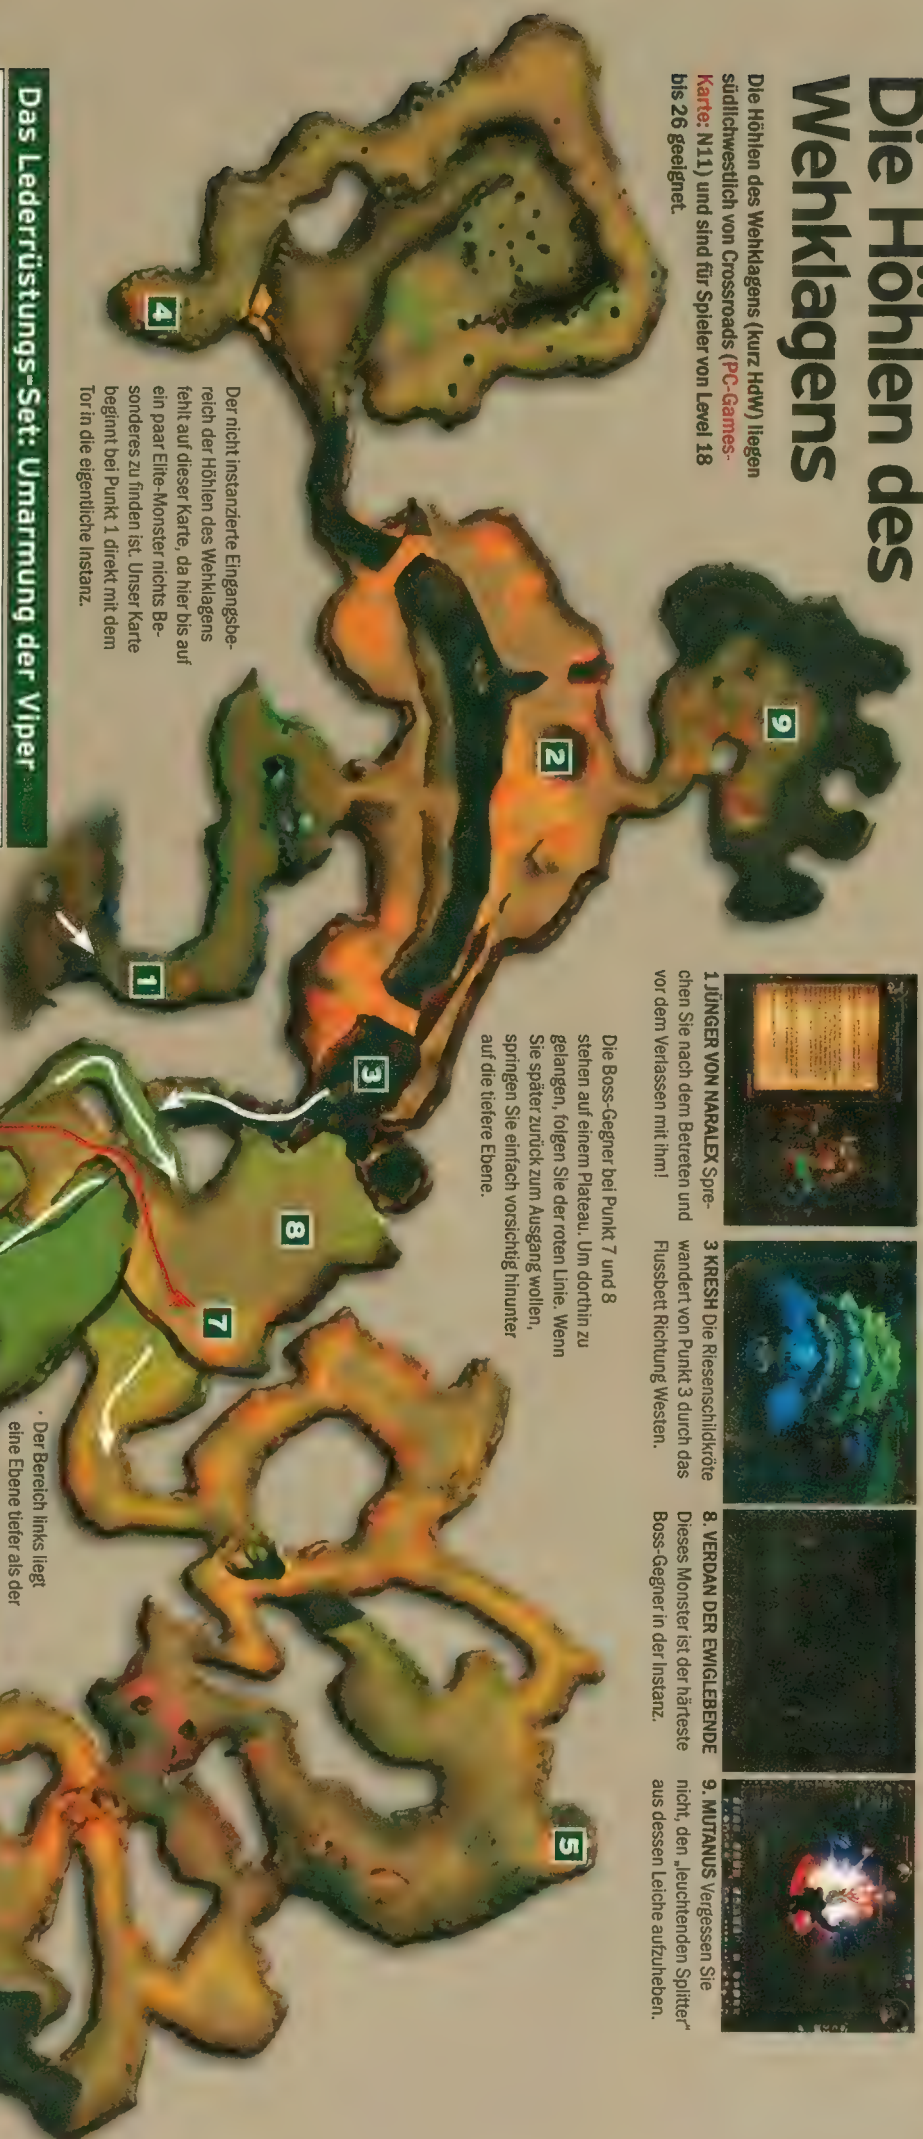 Die Höhlen des
Wehklagens
Die Höhlen des Wehklagens (kurz HdW) liegen
südlichwestlich von Crossroads (PC-Games-
Karte: N11) und sind für Spieler von Level 18
bis 26 geeignet.
1 JÜNGER VON NARALEX Spre-
chen Sie nach dem Betreten und
vor dem Verlassen mit ihm!
3 KRESH Die Riesenschildkröte
wandert von Punkt 3 durch das
Flussbett Richtung Westen.
8. VERDAN DER EWIGLEBENDE
Dieses Monster ist der härteste
Boss-Gegner in der Instanz.
9. MUTANUS Vergessen Sie
nicht, den „leuchtenden Splitter“
aus dessen Leiche aufzuheben.
9
2
5
Die Boss-Gegner bei Punkt 7 und 8
stehen auf einem Plateau. Um dorthin zu
gelangen, folgen Sie der roten Linie. Wenn
Sie später zurück zum Ausgang wollen,
springen Sie einfach vorsichtig hinunter
auf die tiefere Ebene.
3
8
7
4
1
Der nicht instanzierte Eingangsbe-
reich der Höhlen des Wehklagens
fehlt auf dieser Karte, da hier bis auf
ein paar Elite-Monster nichts Be-
sonderes zu finden ist. Unser Karte
beginnt bei Punkt 1 direkt mit dem
Tor in die eigentliche Instanz.
Der Bereich links liegt
eine Ebene tiefer als der
Das Lederrüstungs-Set: Umarmung der Viper